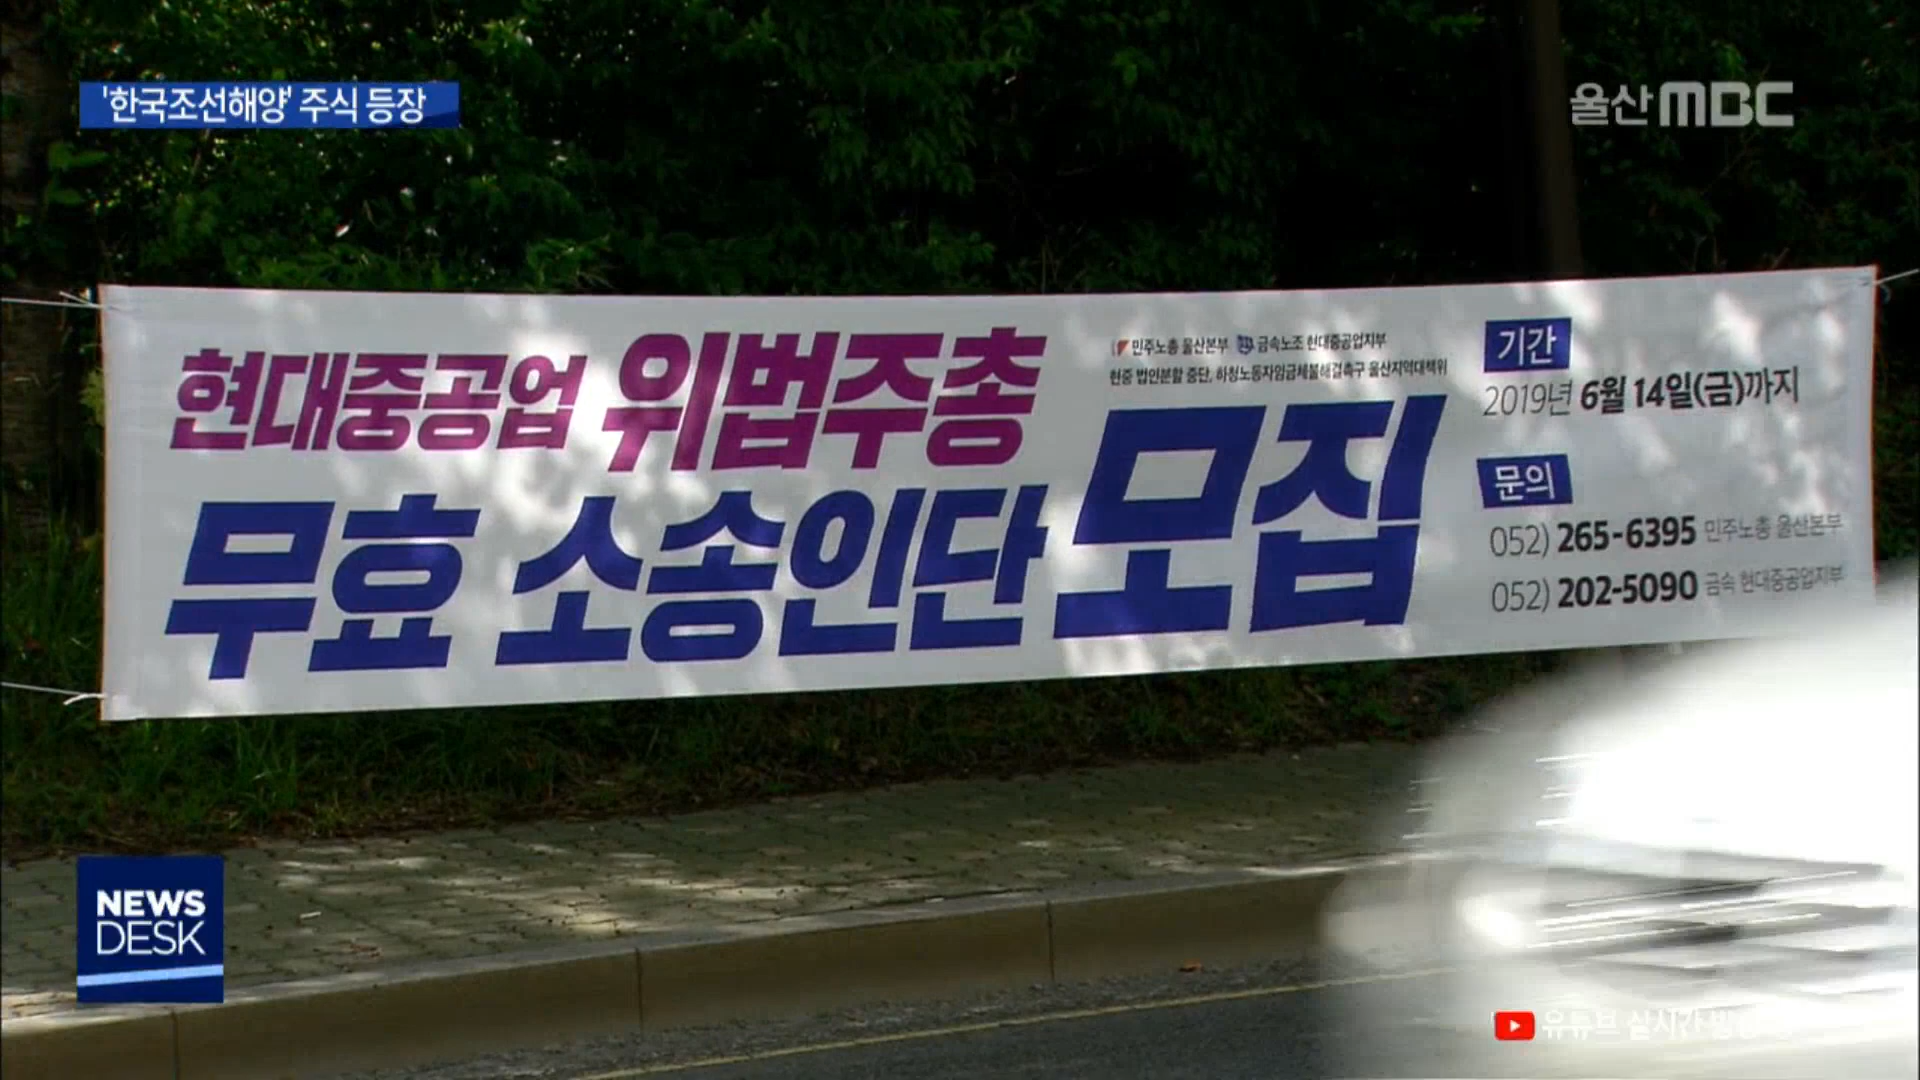 '한국조선해양' 주식 등장
울산MBC
현대중공업 위법주총
무효 소송인단 모집
민주노총 울산본부 금속노조 현대중공업지부
현중 법인분할 중단, 하청노동자임금체불해결촉구 울산지역대책위
기간
2019년 6월 14일(금)까지
문의
052) 265-6395 민주노총 울산본부
052) 202-5090 금속 현대중공업지부
NEWS
DESK
유튜브 실시간